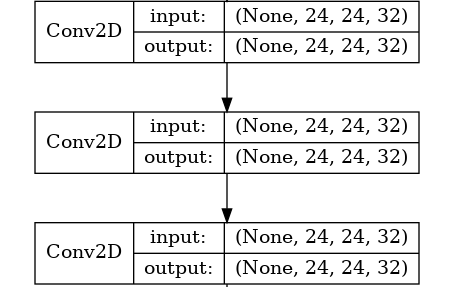 Conv2D input: (None, 24, 24, 32)
output: (None, 24, 24, 32)
Conv2D input: (None, 24, 24, 32)
output: (None, 24, 24, 32)
Conv2D input: (None, 24, 24, 32)
output: (None, 24, 24, 32)